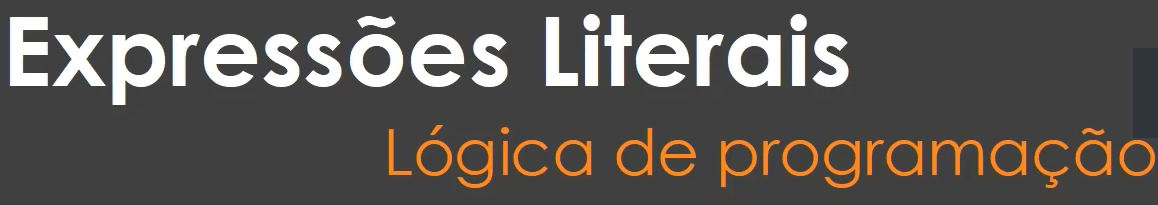 Expressões Literais
Lógica de programação